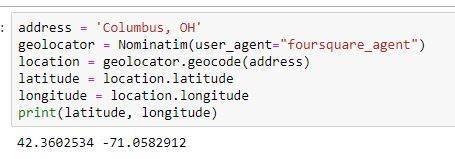 : address = 'Columbus, OH'
geolocator = Nominatim(user_agent="foursquare_agent")
location = geolocator.geocode(address)
latitude = location.latitude
longitude = location.longitude
print(latitude, longitude)
42.3602534 -71.0582912